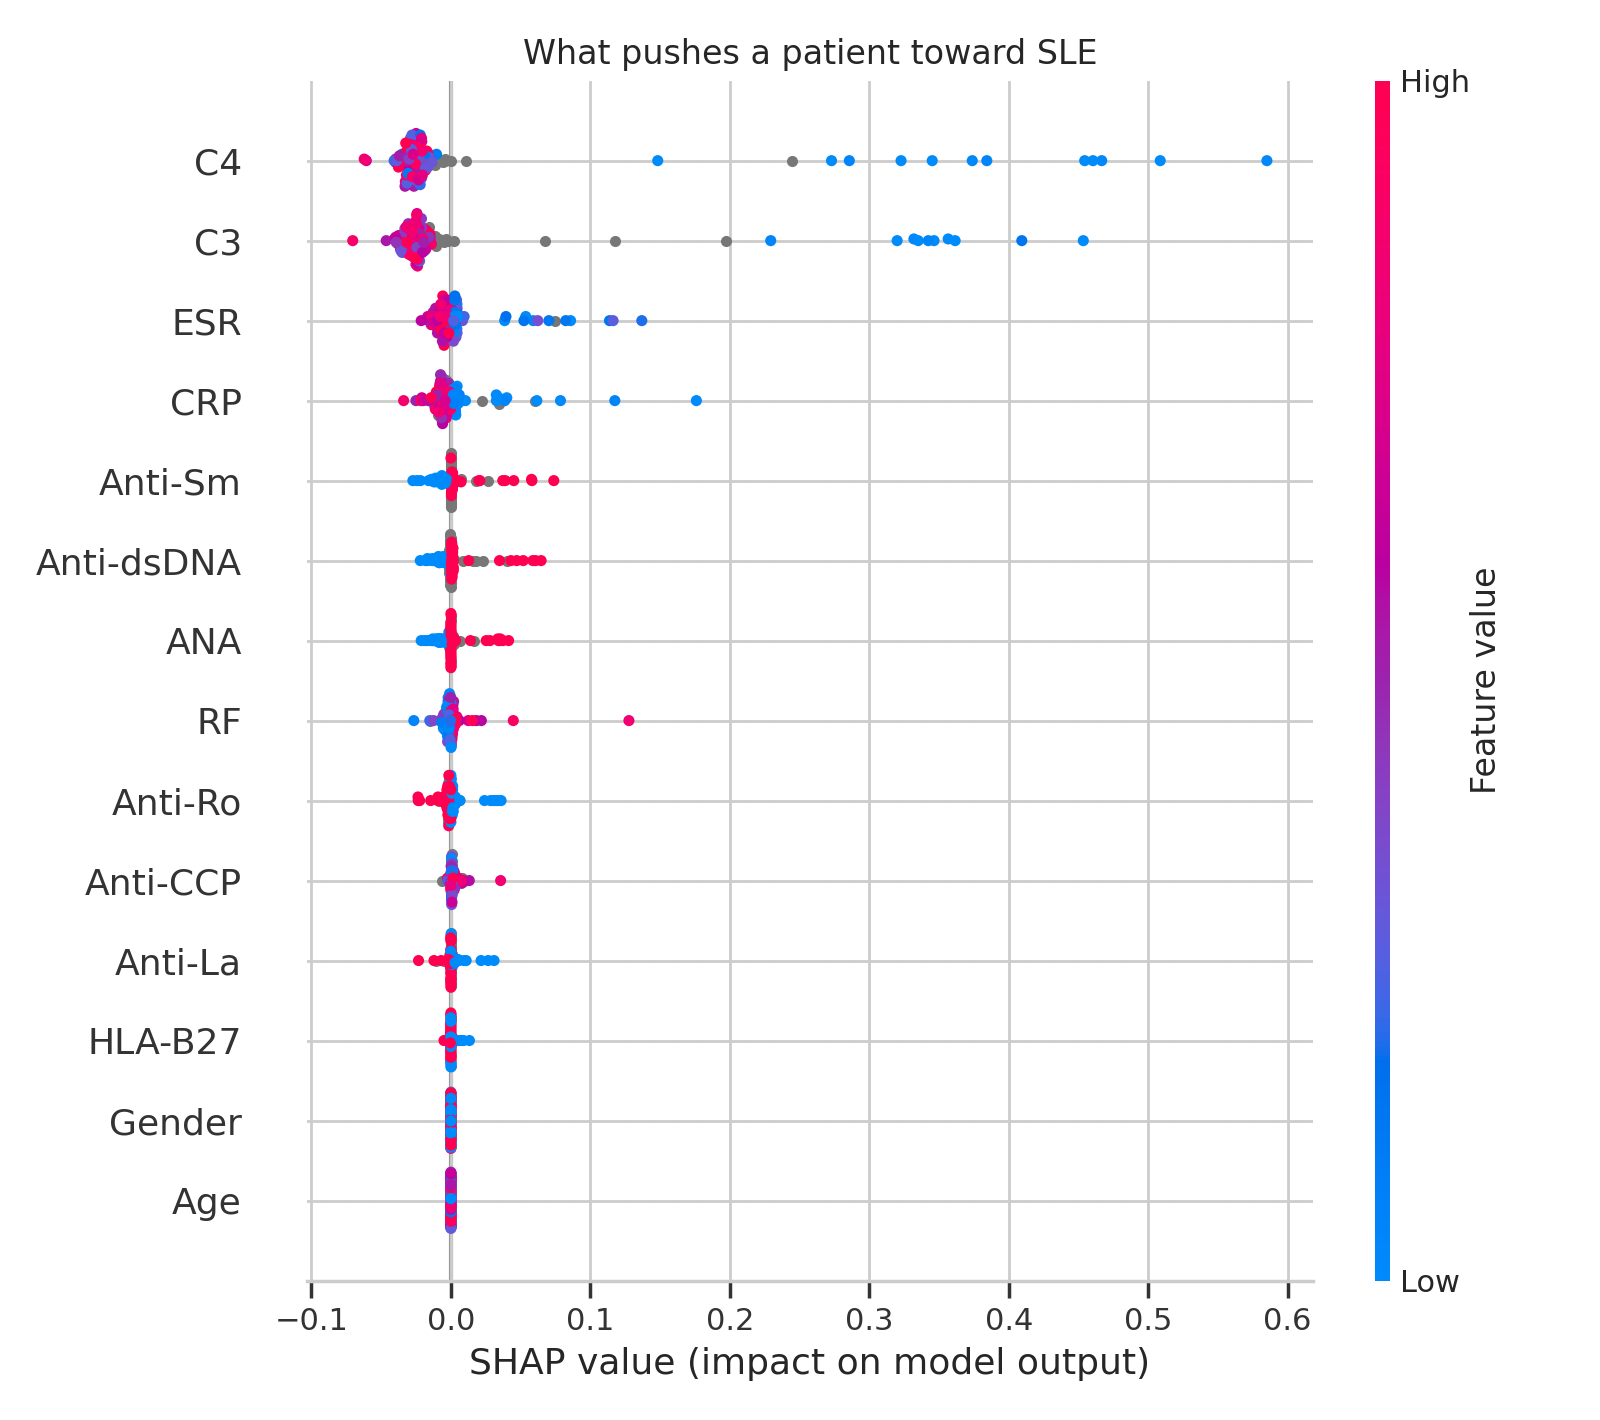 What pushes a patient toward SLE
High
C4
C3
ESR
CRP
Anti-Sm
Anti-dsDNA
ANA
RF
Anti-Ro
Anti-CCP
Anti-La
HLA-B27
Gender
Age
Feature value
Low
−0.1 0.0 0.1 0.2 0.3 0.4 0.5 0.6
SHAP value (impact on model output)